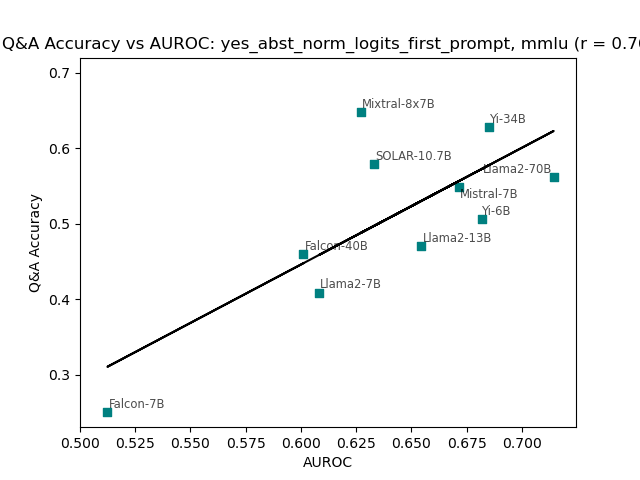 Q&A Accuracy vs AUROC: yes_abst_norm_logits_first_prompt, mmlu (r = 0.7
0.7
Mixtral-8x7B
Yi-34B
0.6
SOLAR-10.7B
Llama2-70B
Mistral-7B
Yi-6B
0.5
Llama2-13B
Falcon-40B
Llama2-7B
0.4
0.3
Falcon-7B
Q&A Accuracy
0.500 0.525 0.550 0.575 0.600 0.625 0.650 0.675 0.700
AUROC